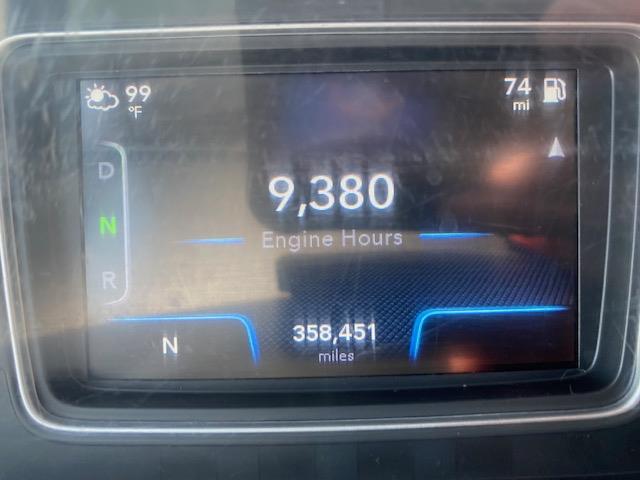 99
°F
74
mi
D
N
R
9,380
Engine Hours
N
358,451
miles